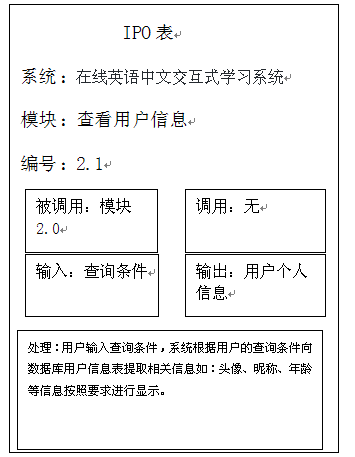 IPO 表
系统：在线英语中文交互式学习系统
模块：查看用户信息
编号：2.1
被调用：模块
2.0
调用：无
输入：查询条件
输出：用户个人
信息
处理：用户输入查询条件，系统根据用户的查询条件向
数据库用户信息表提取相关信息如：头像、昵称、年龄
等信息按照要求进行显示。